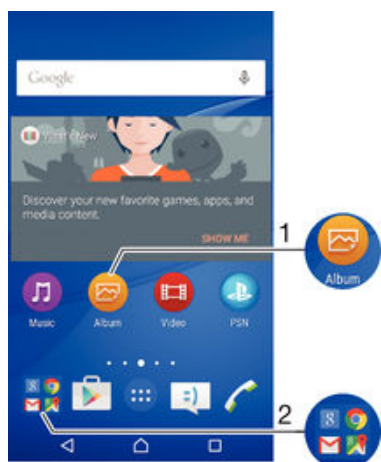 Google
What's New
Discover your new favorite games, apps, and
media content.
SHOW ME
1
Music
Album
Video
PSN
Album
2